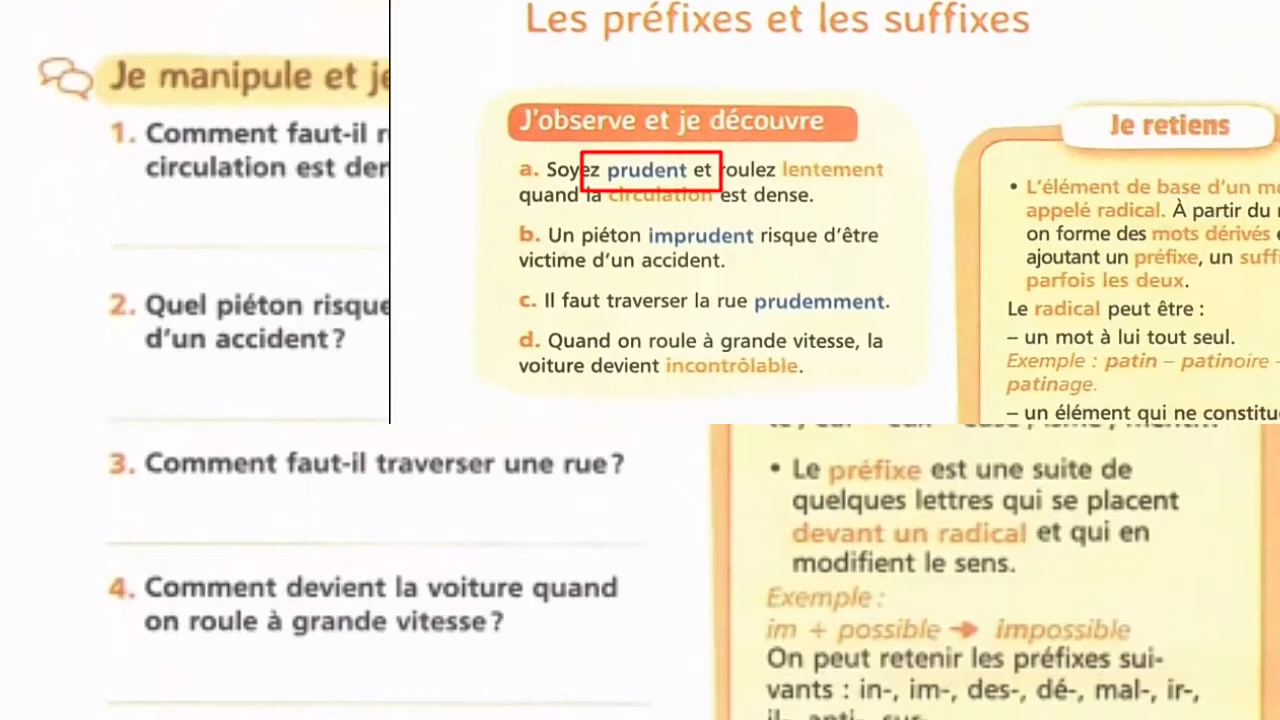 Les préfixes et les suffixes
Je manipule et je
1. Comment faut-il
circulation est
2. Quel piéton risque
d'un accident ?
3. Comment faut-il traverser une rue ?
4. Comment devient la voiture quand
on roule à grande vitesse ?
J'observe et je découvre
a. Soyez prudent et roulez lentement
quand la circulation est dense.
b. Un piéton imprudent risque d'être
victime d'un accident.
c. Il faut traverser la rue prudemment.
d. Quand on roule à grande vitesse, la
voiture devient incontrôlable.
Je retiens
• L'élément de base d'un
appelé radical. À partir du
on forme des mots dérivés
ajoutant un préfixe, un
parfois les deux.
Le radical peut être :
– un mot à lui tout seul.
Exemple : patin – patinoire –
patinage.
– un élément qui ne
• Le préfixe est une suite de
quelques lettres qui se placent
devant un radical et qui en
modifient le sens.
Exemple :
im + possible ➔ impossible
On peut retenir les préfixes sui-
vants : in-, im-, des-, dé-, mal-, ir-,